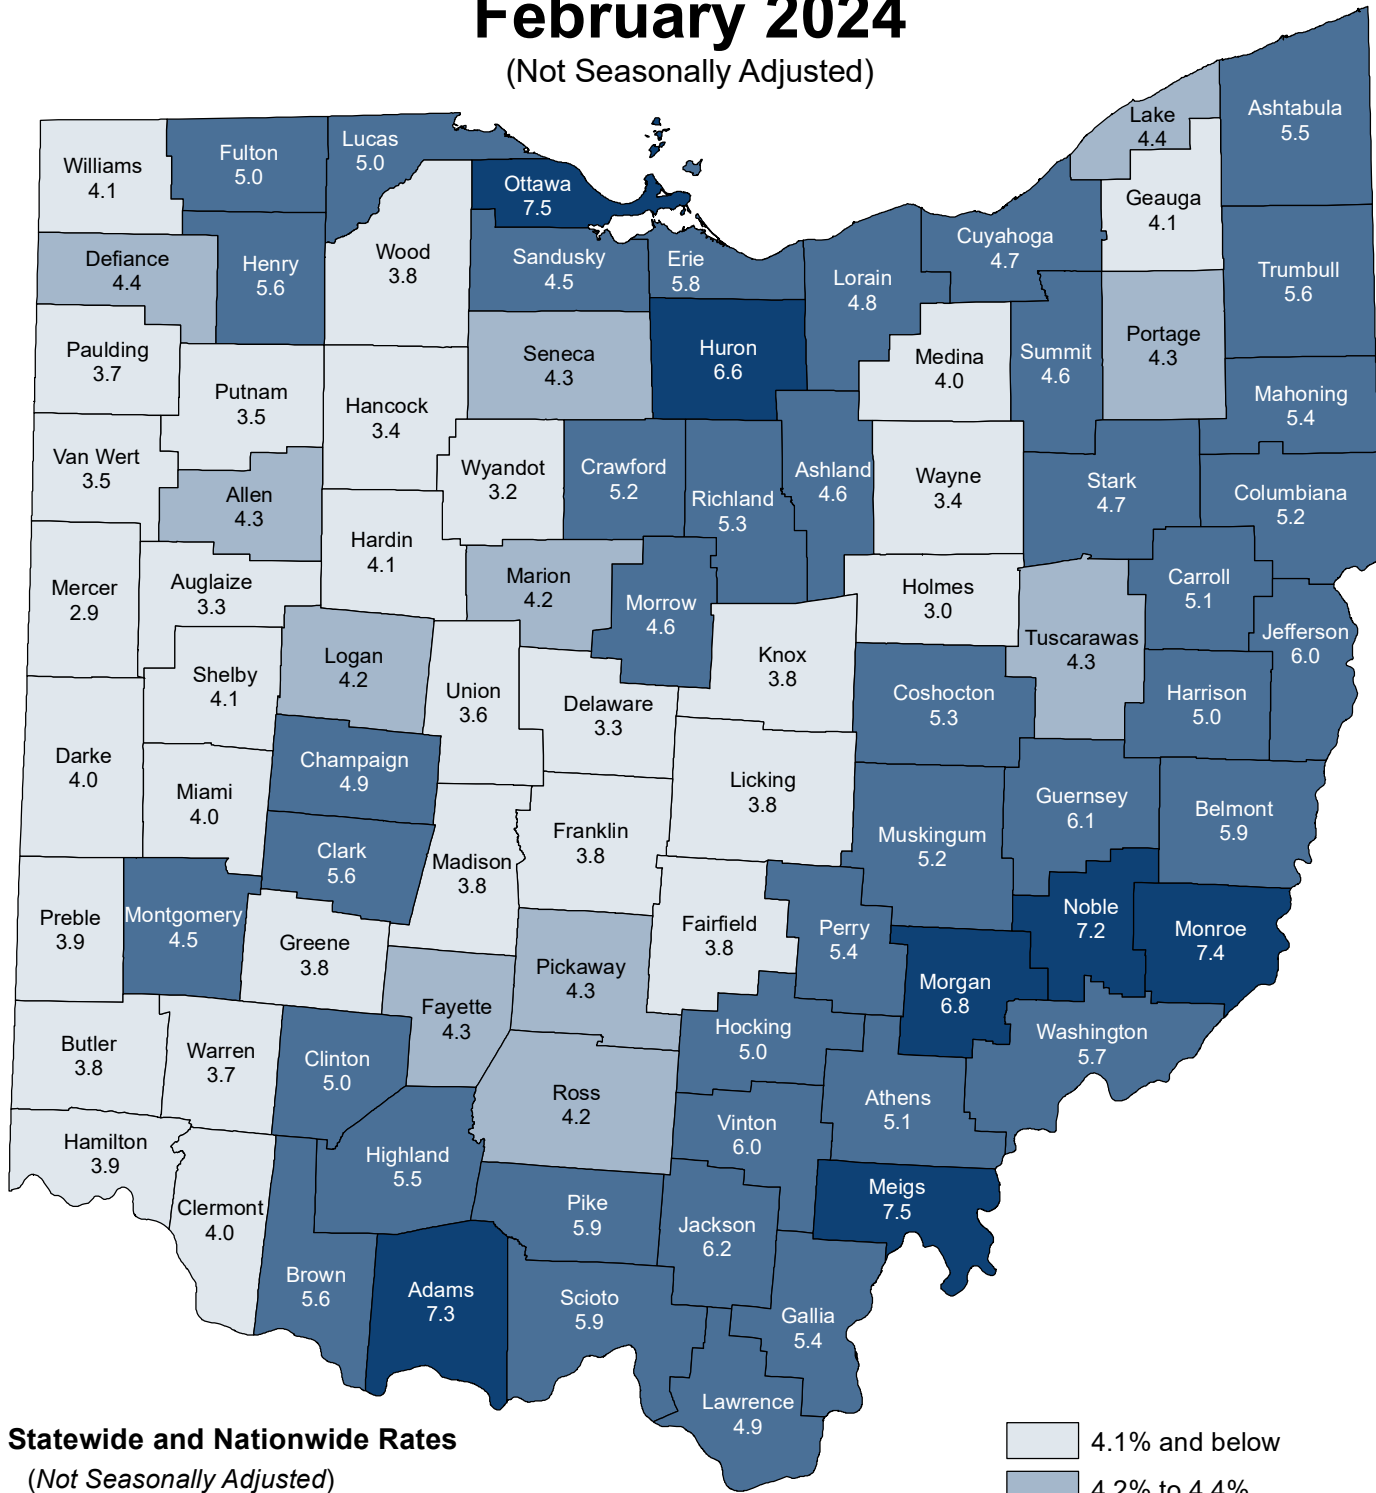 February 2024
(Not Seasonally Adjusted)
Williams
4.1
Fulton
5.0
Lucas
5.0
Ottawa
7.5
Lake
4.4
Ashtabula
5.5
Geauga
4.1
Defiance
4.4
Henry
5.6
Wood
3.8
Sandusky
4.5
Erie
5.8
Lorain
4.8
Cuyahoga
4.7
Trumbull
5.6
Paulding
3.7
Putnam
3.5
Hancock
3.4
Seneca
4.3
Huron
6.6
Medina
4.0
Summit
4.6
Portage
4.3
Mahoning
5.4
Van Wert
3.5
Allen
4.3
Wyandot
3.2
Crawford
5.2
Richland
5.3
Ashland
4.6
Wayne
3.4
Stark
4.7
Columbiana
5.2
Mercer
2.9
Auglaize
3.3
Hardin
4.1
Marion
4.2
Morrow
4.6
Holmes
3.0
Tuscarawas
4.3
Carroll
5.1
Jefferson
6.0
Shelby
4.1
Logan
4.2
Union
3.6
Delaware
3.3
Knox
3.8
Coshocton
5.3
Harrison
5.0
Darke
4.0
Miami
4.0
Champaign
4.9
Licking
3.8
Guernsey
6.1
Belmont
5.9
Clark
5.6
Madison
3.8
Franklin
3.8
Muskingum
5.2
Preble
3.9
Montgomery
4.5
Greene
3.8
Pickaway
4.3
Fairfield
3.8
Perry
5.4
Morgan
6.8
Noble
7.2
Monroe
7.4
Butler
3.8
Warren
3.7
Clinton
5.0
Fayette
4.3
Ross
4.2
Hocking
5.0
Athens
5.1
Washington
5.7
Hamilton
3.9
Clermont
4.0
Highland
5.5
Vinton
6.0
Meigs
7.5
Brown
5.6
Adams
7.3
Pike
5.9
Jackson
6.2
Scioto
5.9
Gallia
5.4
Lawrence
4.9
Statewide and Nationwide Rates
(Not Seasonally Adjusted)
4.1% and below
4.2% to 4.4%